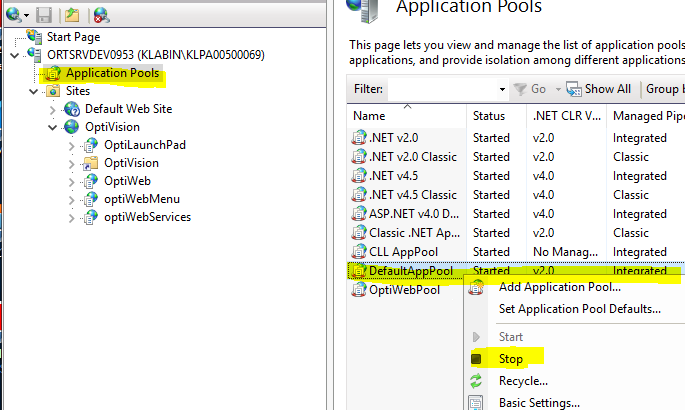 Start Page
ORTSRVDEV0953 (KLABIN\KLPA00500069)
Application Pools
Sites
Default Web Site
OptiVision
OptiLaunchPad
OptiVision
OptiWeb
optiWebMenu
optiWebServices
Application Pools
This page lets you view and manage the list of application pools
applications, and provide isolation among different applications
Filter: Go Show All Group b
Name Status .NET CLR V... Managed Pipe
.NET v2.0 Started v2.0 Integrated
.NET v2.0 Classic Started v2.0 Classic
.NET v4.5 Started v4.0 Integrated
.NET v4.5 Classic Started v4.0 Classic
ASP.NET v4.0 D... Started v4.0 Integrated
Classic .NET Ap... Started v2.0 Classic
CLL AppPool Started No Manag... Integrated
DefaultAppPool Started v2.0 Integrated
OptiWebPool
Add Application Pool...
Set Application Pool Defaults...
Start
Stop
Recycle...
Basic Settings...